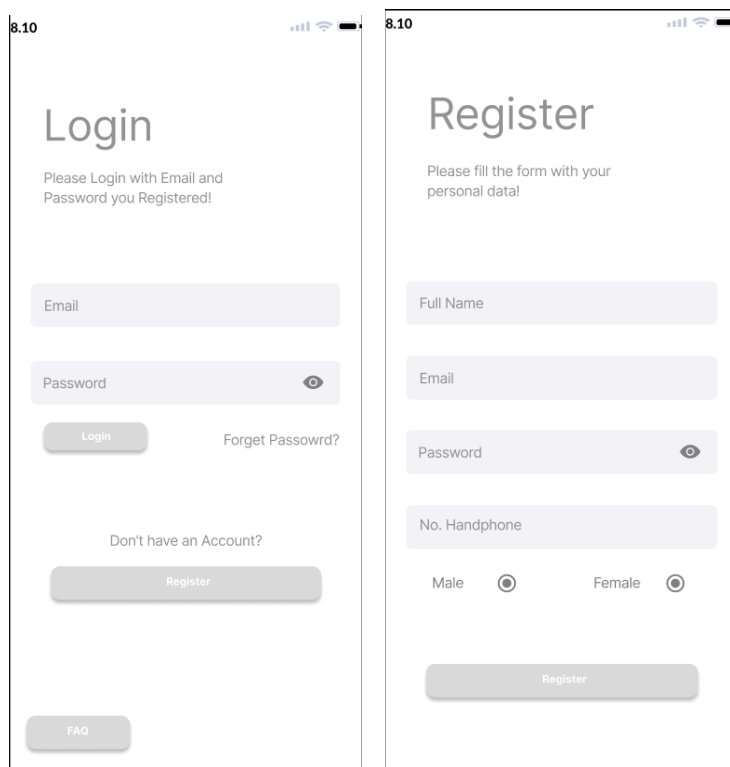 8.10
Login
Please Login with Email and
Password you Registered!
Email
Password
Login
Forget Passowrd?
Don't have an Account?
Register
FAQ
8.10
Register
Please fill the form with your
personal data!
Full Name
Email
Password
No. Handphone
Male
Female
Register